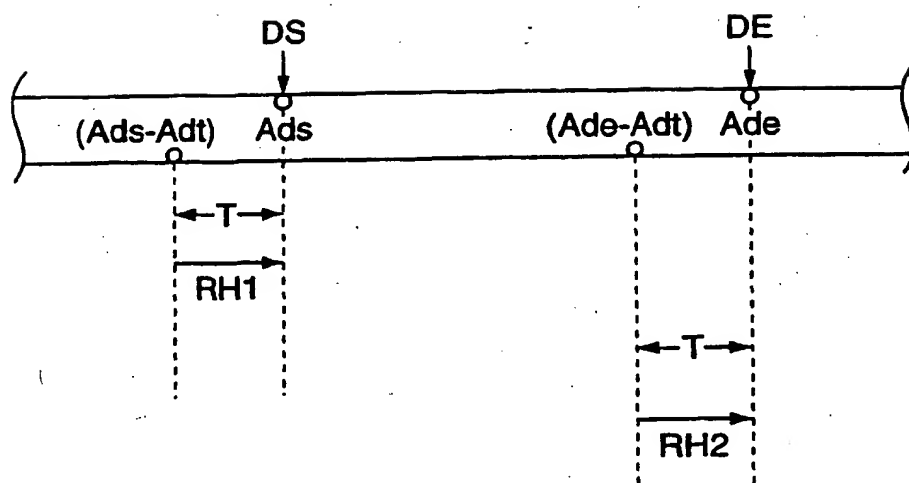 DS DE
(Ads-Adt) Ads (Ade-Adt) Ade
T
RH1
T
RH2